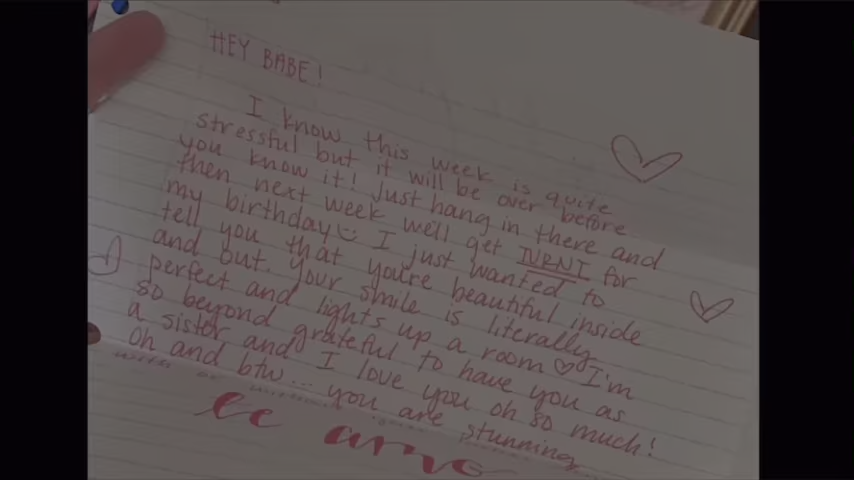 HEY BABE!
I know this week is quite
stressful but it will be over before
you know it! Just hang in there and
then next week we'll get TURNT for
my birthday I just wanted to
tell you that you're beautiful inside
and out. Your smile is literally
perfect and lights up a room I'm
so beyond grateful to have you as
a sister and I love you oh so much!
Oh and btw... you are stunning